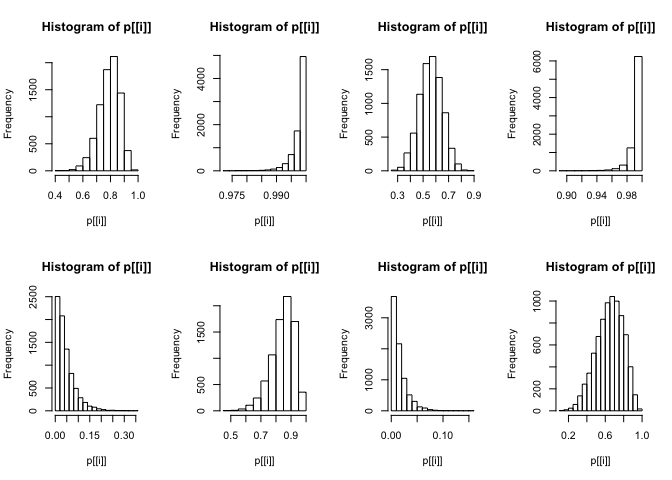 Histogram of p[[i]] Histogram of p[[i]] Histogram of p[[i]] Histogram of p[[i]]
Frequency
0 500 1500
0.4 0.6 0.8 1.0
p[[i]]
Frequency
0 2000 4000
0.975 0.990
p[[i]]
Frequency
0 500 1000 1500
0.3 0.5 0.7 0.9
p[[i]]
Frequency
0 2000 4000 6000
0.90 0.94 0.98
p[[i]]
Histogram of p[[i]] Histogram of p[[i]] Histogram of p[[i]] Histogram of p[[i]]
Frequency
0 500 1500 2500
0.00 0.15 0.30
p[[i]]
Frequency
0 500 1500
0.5 0.7 0.9
p[[i]]
Frequency
0 1000 3000
0.00 0.10
p[[i]]
Frequency
0 200 600 1000
0.2 0.6 1.0
p[[i]]